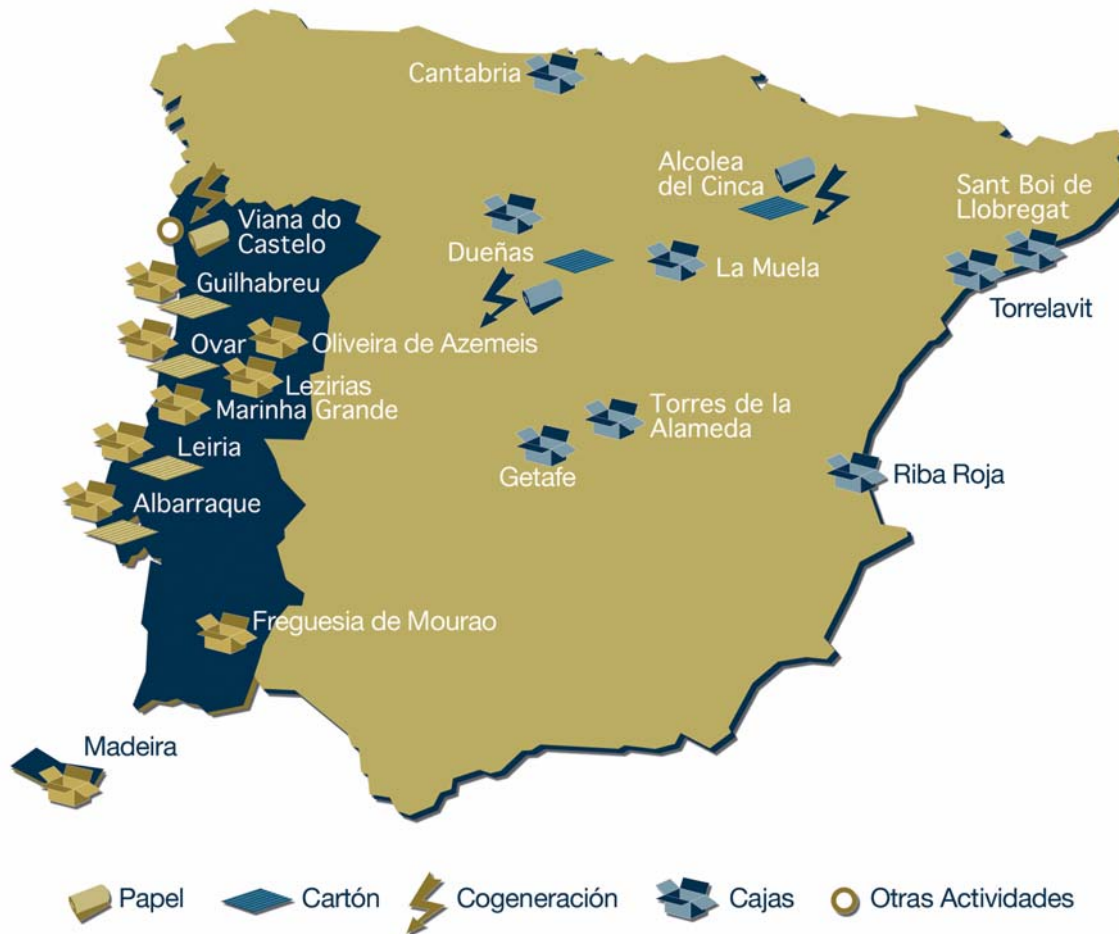 Cantabria
Alcolea
del Cinca
Sant Boi de
Llobregat
Viana do
Castelo
Dueñas
La Muela
Guilhabreu
Torrelavit
Ovar
Oliveira de Azemeis
Lezirias
Marinha Grande
Torres de la
Alameda
Leiria
Getafe
Riba Roja
Albarraque
Freguesia de Mourao
Madeira
Papel
Cartón
Cogeneración
Cajas
Otras Actividades